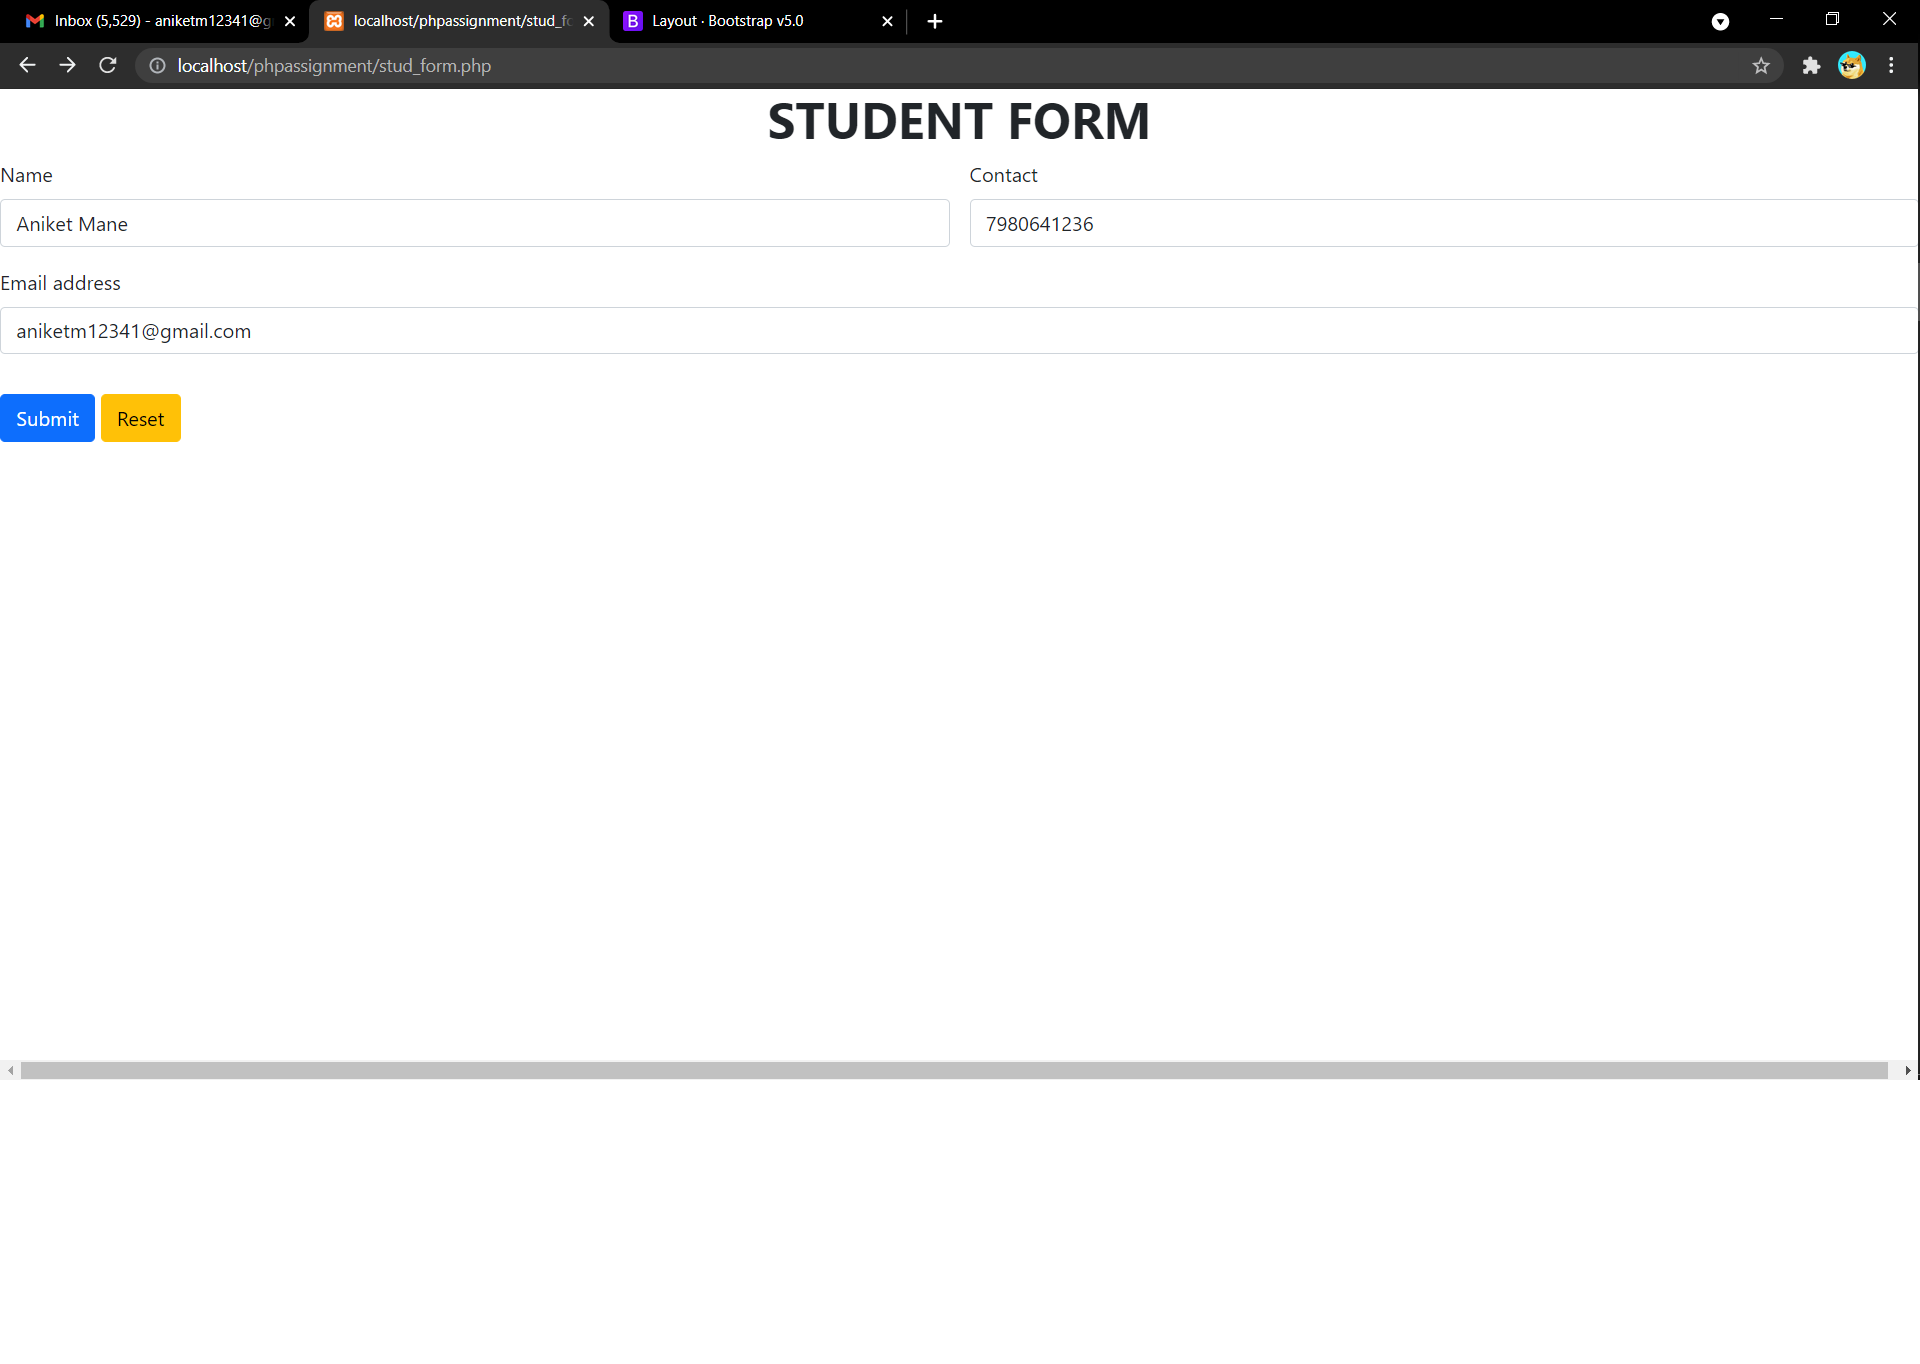 Inbox (5,529) - aniketm12341@g
localhost/phpassignment/stud_fo
Layout · Bootstrap v5.0
localhost/phpassignment/stud_form.php
STUDENT FORM
Name
Contact
Aniket Mane
7980641236
Email address
aniketm12341@gmail.com
Submit
Reset